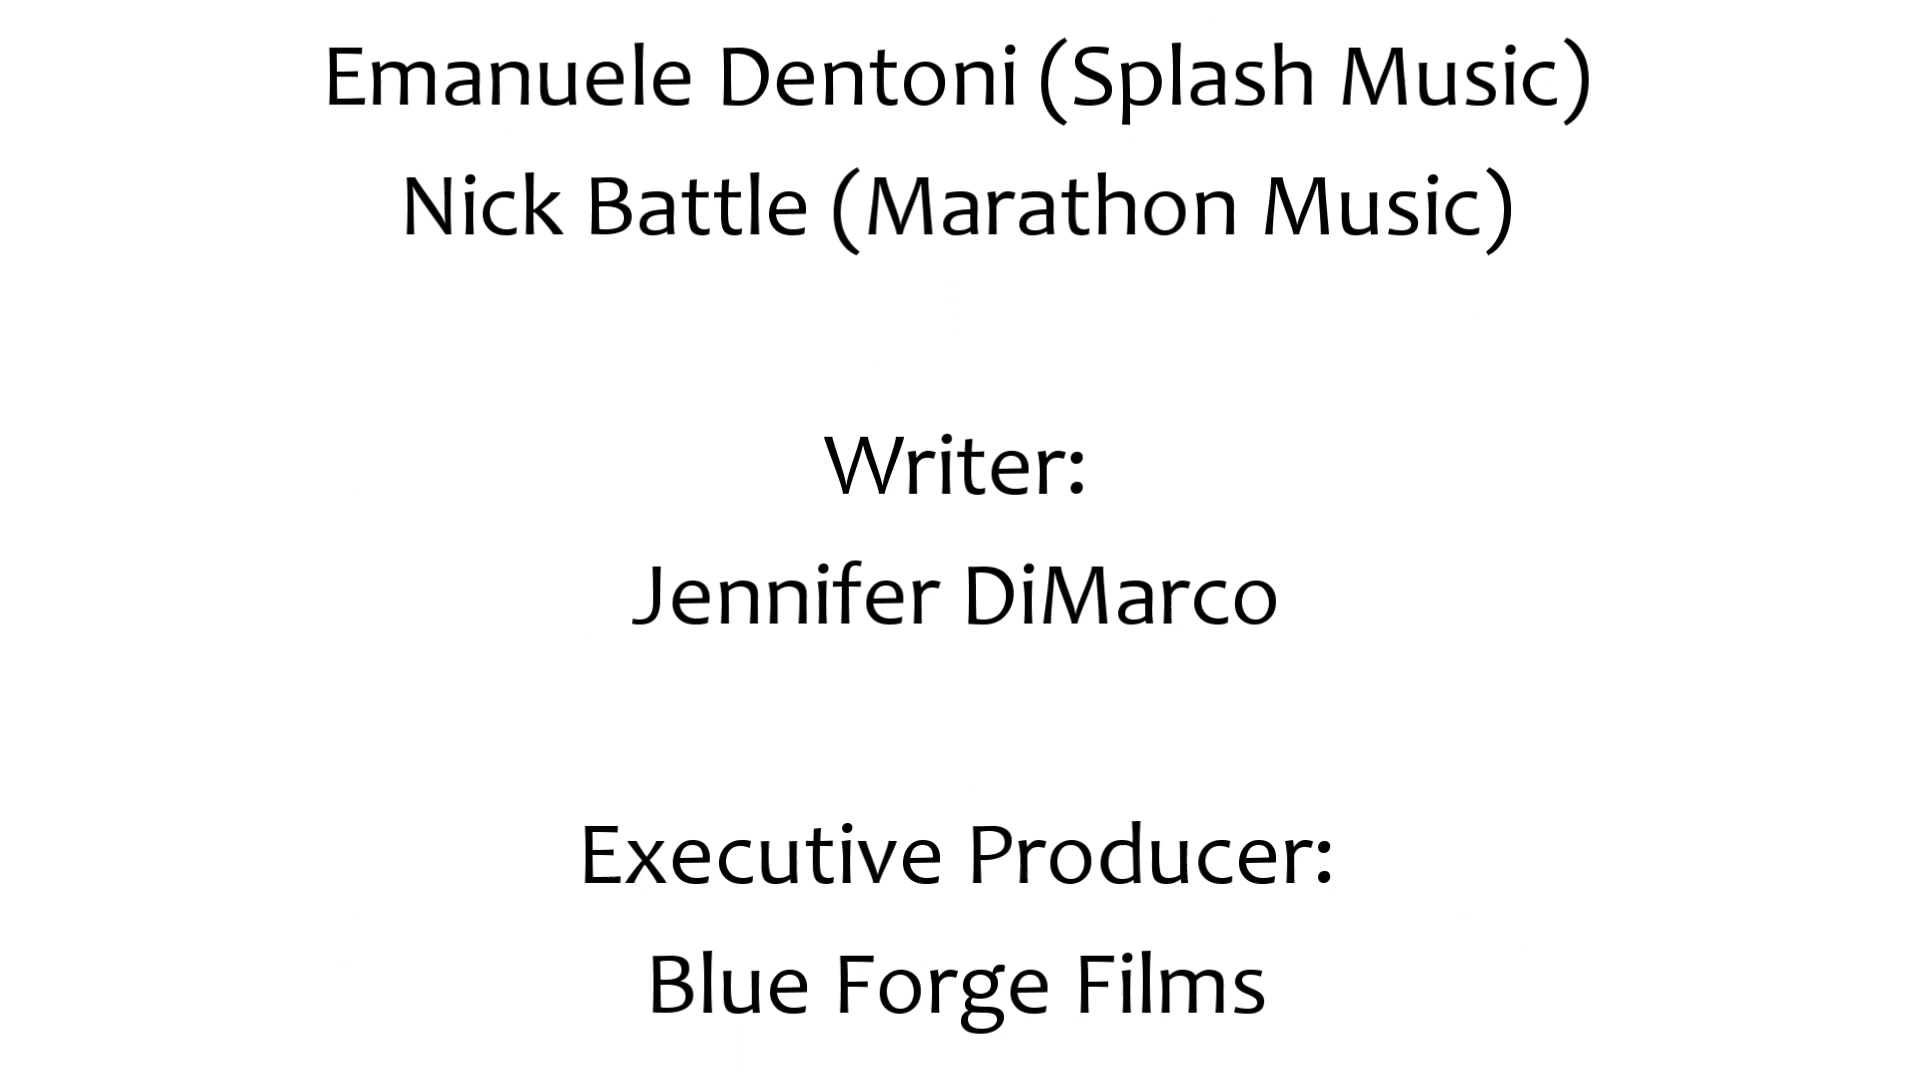 Emanuele Dentoni (Splash Music)
Nick Battle (Marathon Music)
Writer:
Jennifer DiMarco
Executive Producer:
Blue Forge Films